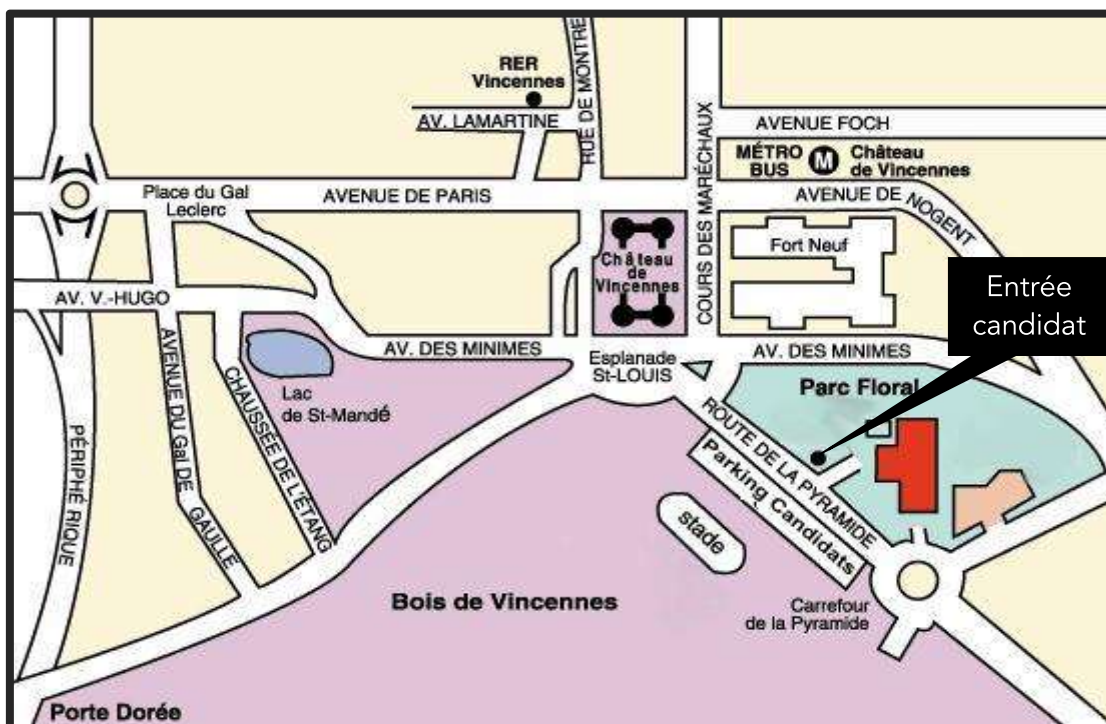 RER
Vincennes
AV. LAMARTINE
RUE DE MONTRE
COURS DES MARÉCHAUX
AVENUE FOCH
MÉTRO
BUS
M
Château
de Vincennes
Place du Gal
Leclerc
AVENUE DE PARIS
AVENUE DE NOGENT
Fort Neuf
Château
de
Vincennes
Entrée
candidat
AV. V.-HUGO
AV. DES MINIMES
Esplanade
St-LOUIS
AV. DES MINIMES
Parc Floral
Lac
de St-Mandé
AVENUE DU Gal DE GAULLE
CHAUSSÉE DE L'ÉTANG
PÉRIPHÉ RIQUE
ROUTE DE LA PYRAMIDE
Parking Candidats
stade
Bois de Vincennes
Carrefour
de la Pyramide
Porte Dorée